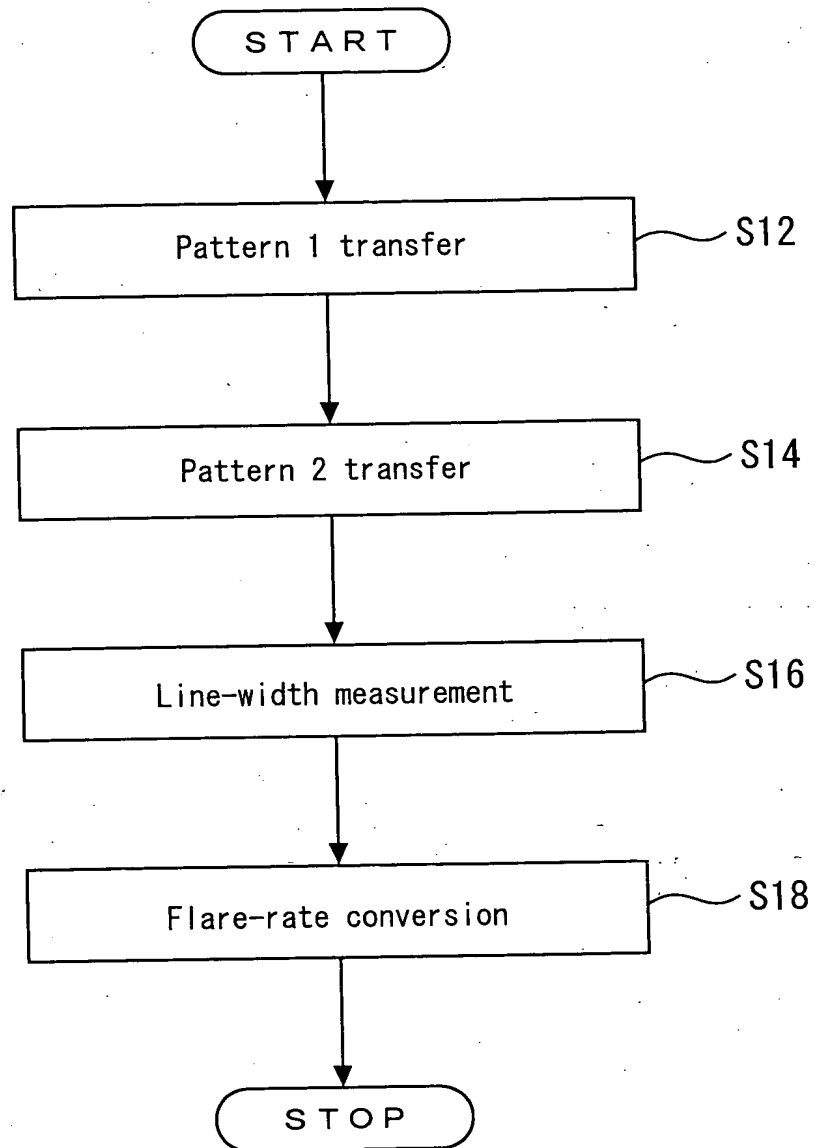 START
Pattern 1 transfer
S12
Pattern 2 transfer
S14
Line-width measurement
S16
Flare-rate conversion
S18
STOP